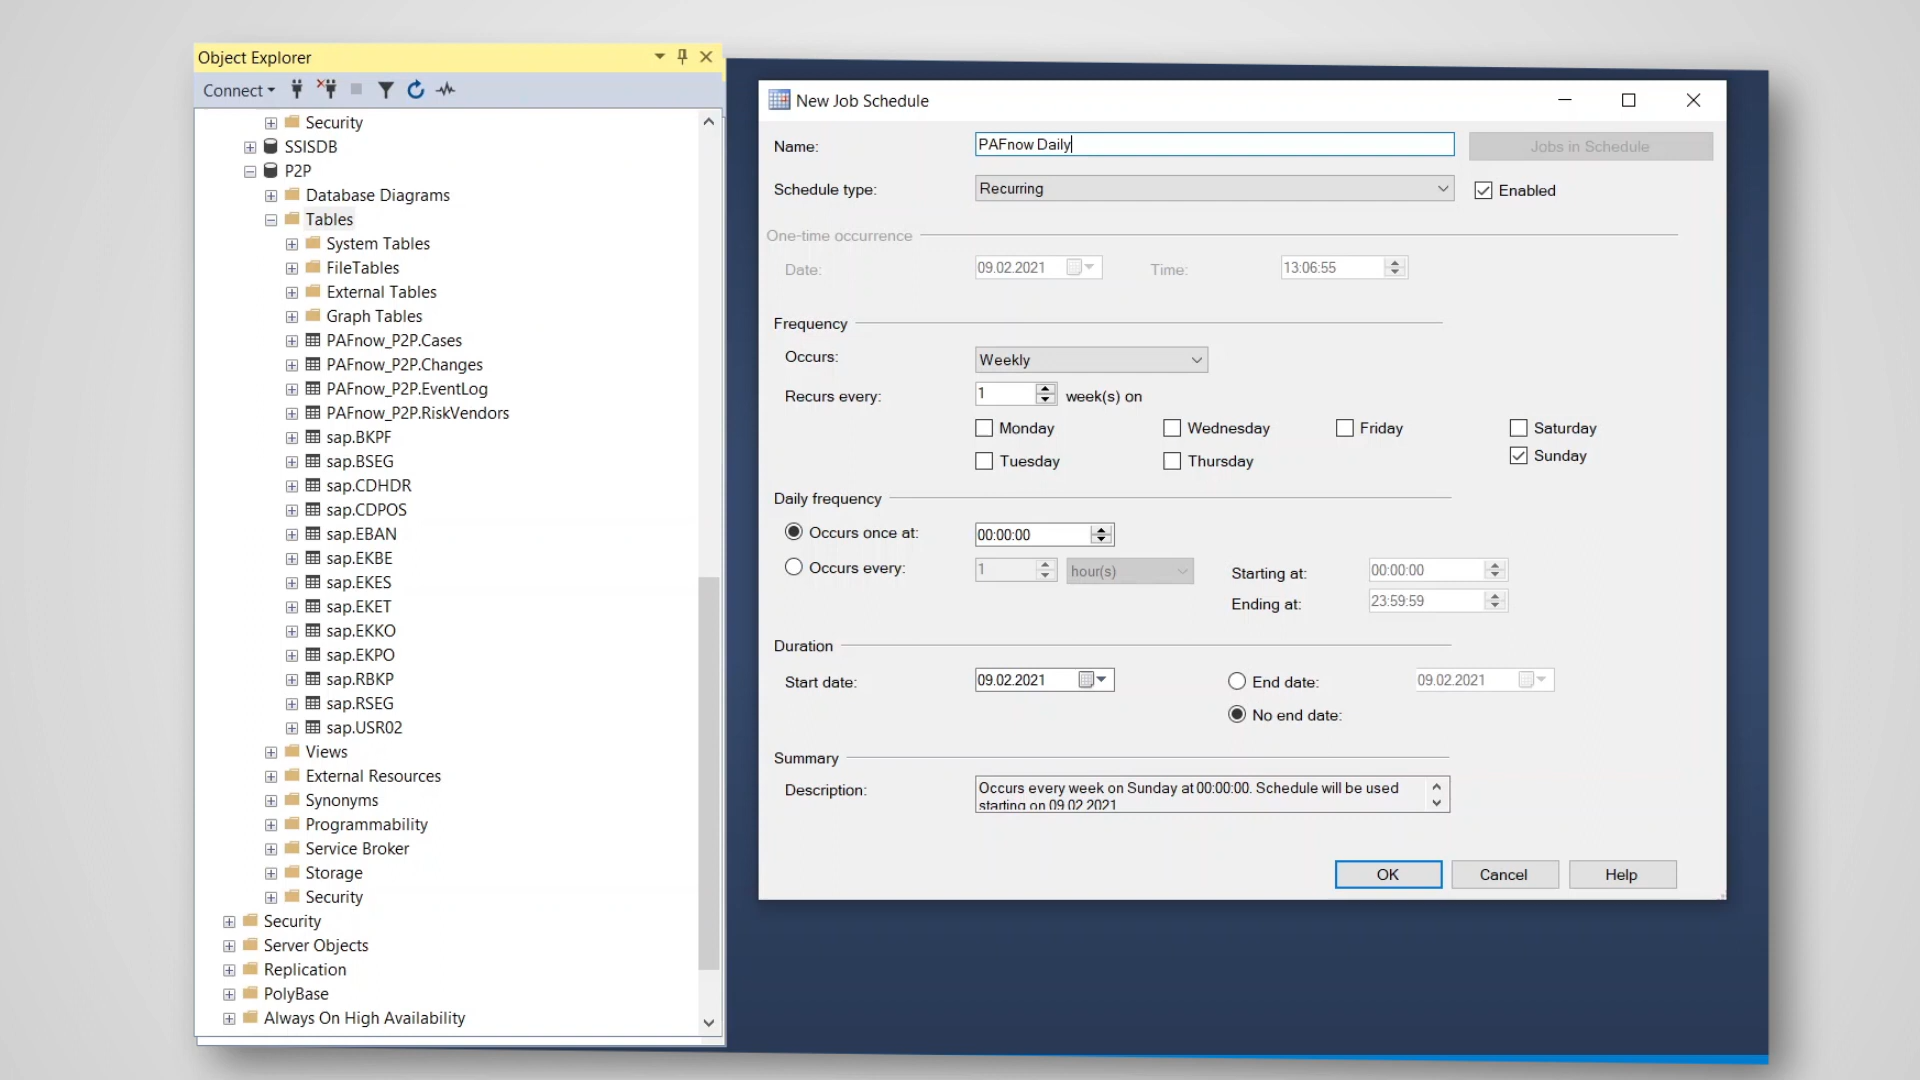 Object Explorer
Connect
Security
SSISDB
P2P
Database Diagrams
Tables
System Tables
FileTables
External Tables
Graph Tables
PAFnow_P2P.Cases
PAFnow_P2P.Changes
PAFnow_P2P.EventLog
PAFnow_P2P.RiskVendors
sap.BKPF
sap.BSEG
sap.CDHDR
sap.CDPOS
sap.EBAN
sap.EKBE
sap.EKES
sap.EKET
sap.EKKO
sap.EKPO
sap.RBKP
sap.RSEG
sap.USR02
Views
External Resources
Synonyms
Programmability
Service Broker
Storage
Security
Security
Server Objects
Replication
PolyBase
Always On High Availability
New Job Schedule
Name: PAFnow Daily Jobs in Schedule
Schedule type: Recurring Enabled
One-time occurrence
Date: 09.02.2021 Time: 13:06:55
Frequency
Occurs: Weekly
Recurs every: 1 week(s) on
Monday Wednesday Friday Saturday
Tuesday Thursday Sunday
Daily frequency
Occurs once at: 00:00:00
Occurs every: 1 hour(s) Starting at: 00:00:00
Ending at: 23:59:59
Duration
Start date: 09.02.2021 End date: 09.02.2021
No end date:
Summary
Description: Occurs every week on Sunday at 00:00:00. Schedule will be used
starting on 09.02.2021
OK Cancel Help